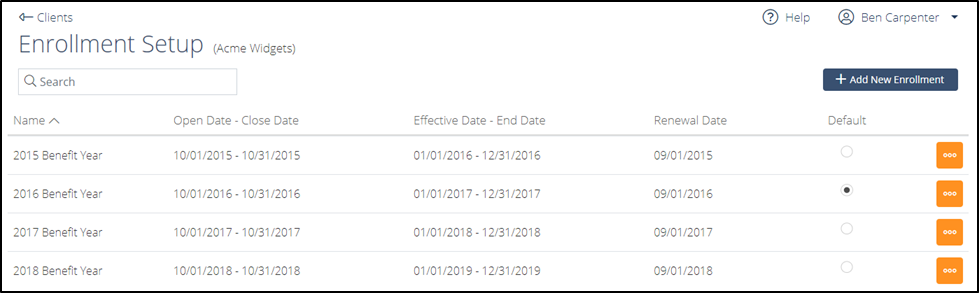 Clients Help Ben Carpenter
Enrollment Setup (Acme Widgets)
Search + Add New Enrollment
Name Open Date - Close Date Effective Date - End Date Renewal Date Default
2015 Benefit Year 10/01/2015 - 10/31/2015 01/01/2016 - 12/31/2016 09/01/2015
2016 Benefit Year 10/01/2016 - 10/31/2016 01/01/2017 - 12/31/2017 09/01/2016
2017 Benefit Year 10/01/2017 - 10/31/2017 01/01/2018 - 12/31/2018 09/01/2017
2018 Benefit Year 10/01/2018 - 10/31/2018 01/01/2019 - 12/31/2019 09/01/2018